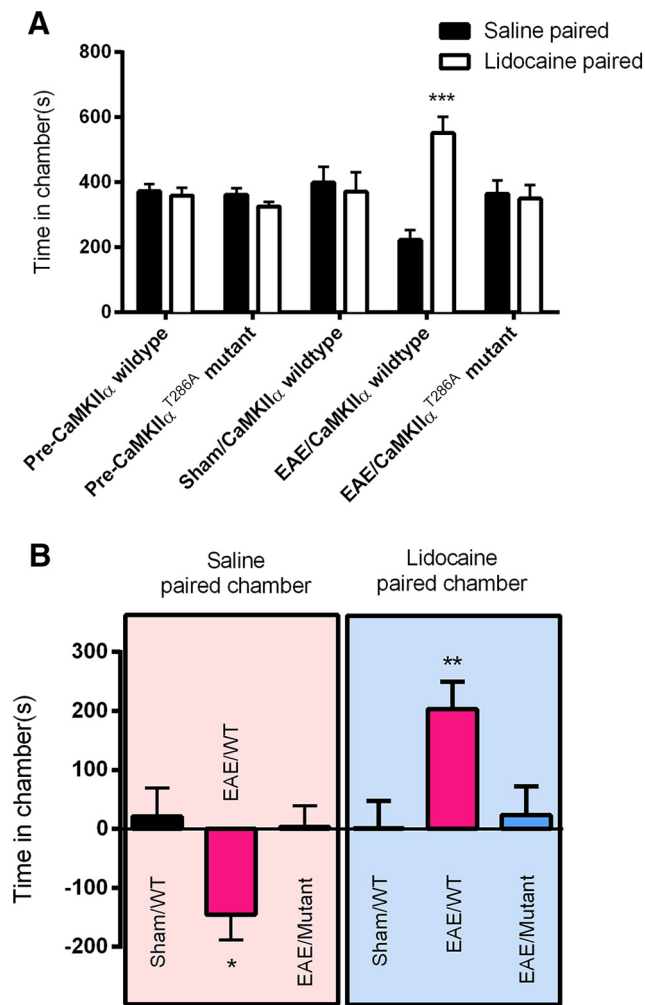 A
Saline paired
Lidocaine paired
Time in chamber(s)
800
600
400
200
0
***
Pre-CaMKIIα wildype
Pre-CaMKIIα T286A mutant
Sham/CaMKIIα wildtype
EAE/CaMKIIα wildtype
EAE/CaMKIIα T286A mutant
B
Saline
paired chamber
Lidocaine
paired chamber
Time in chamber(s)
300
200
100
0
-100
-200
Sham/WT
EAE/WT
*
EAE/Mutant
Sham/WT
**
EAE/WT
EAE/Mutant